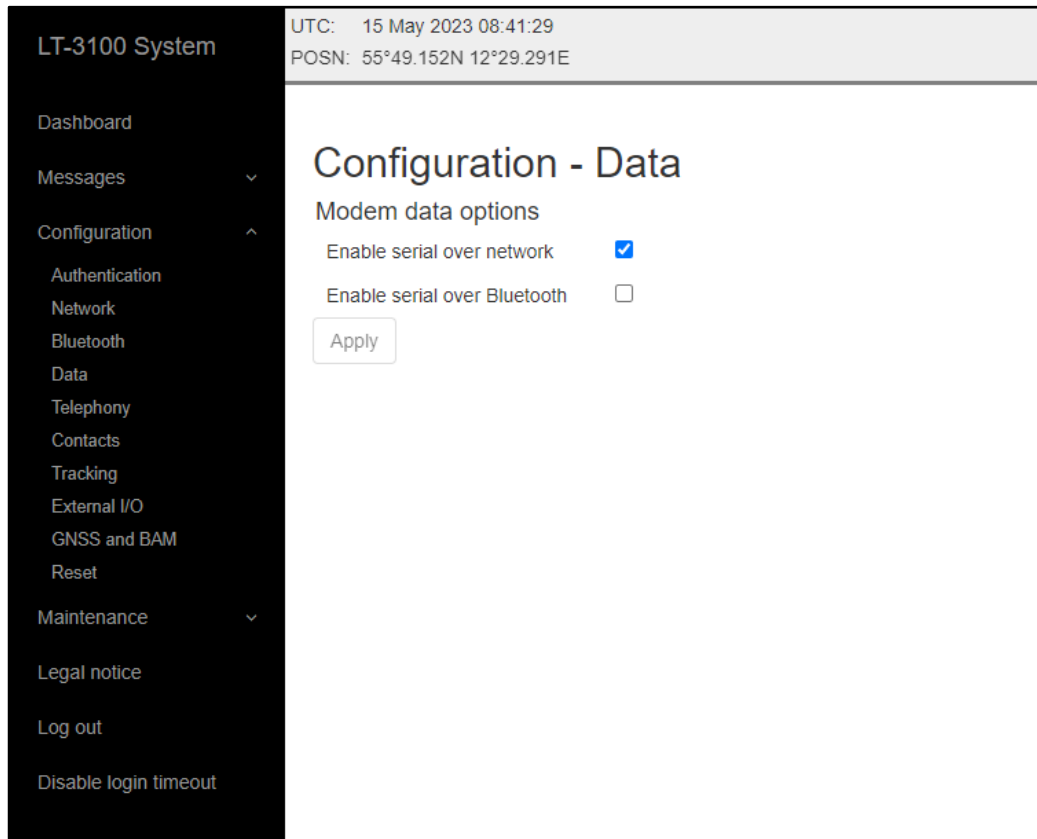 LT-3100 System
Dashboard
Messages
Configuration
Authentication
Network
Bluetooth
Data
Telephony
Contacts
Tracking
External I/O
GNSS and BAM
Reset
Maintenance
Legal notice
Log out
Disable login timeout
UTC: 15 May 2023 08:41:29
POSN: 55°49.152N 12°29.291E
Configuration - Data
Modem data options
Enable serial over network
Enable serial over Bluetooth
Apply